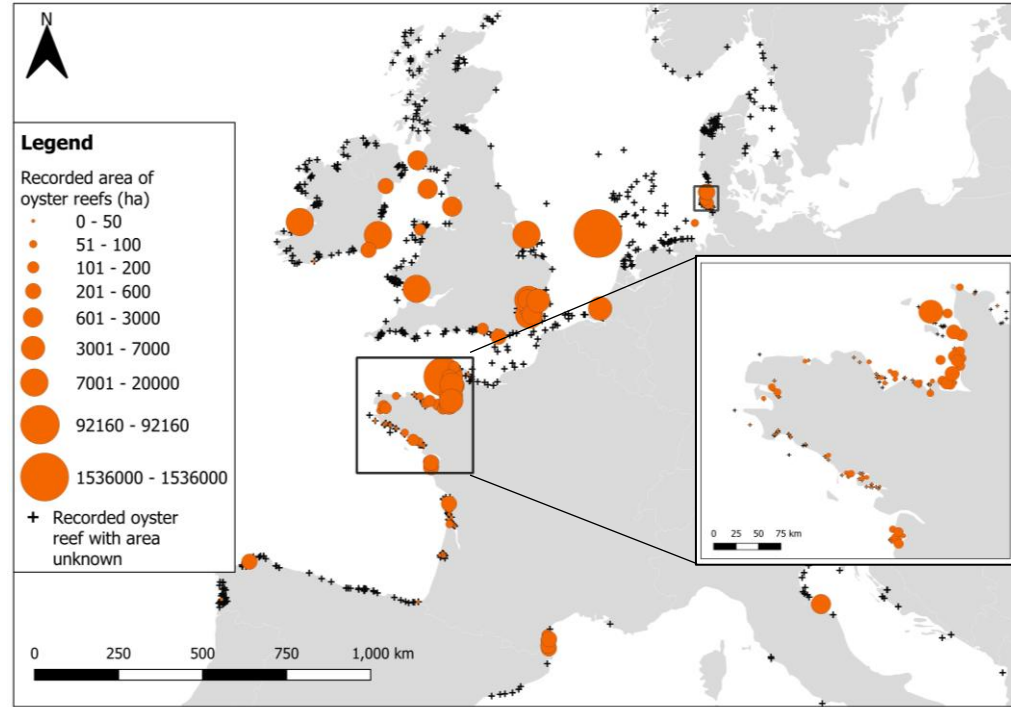 N
Legend
Recorded area of
oyster reefs (ha)
0 - 50
51 - 100
101 - 200
201 - 600
601 - 3000
3001 - 7000
7001 - 20000
92160 - 92160
1536000 - 1536000
Recorded oyster
reef with area
unknown
0 25 50 75 km
0 250 500 750 1,000 km